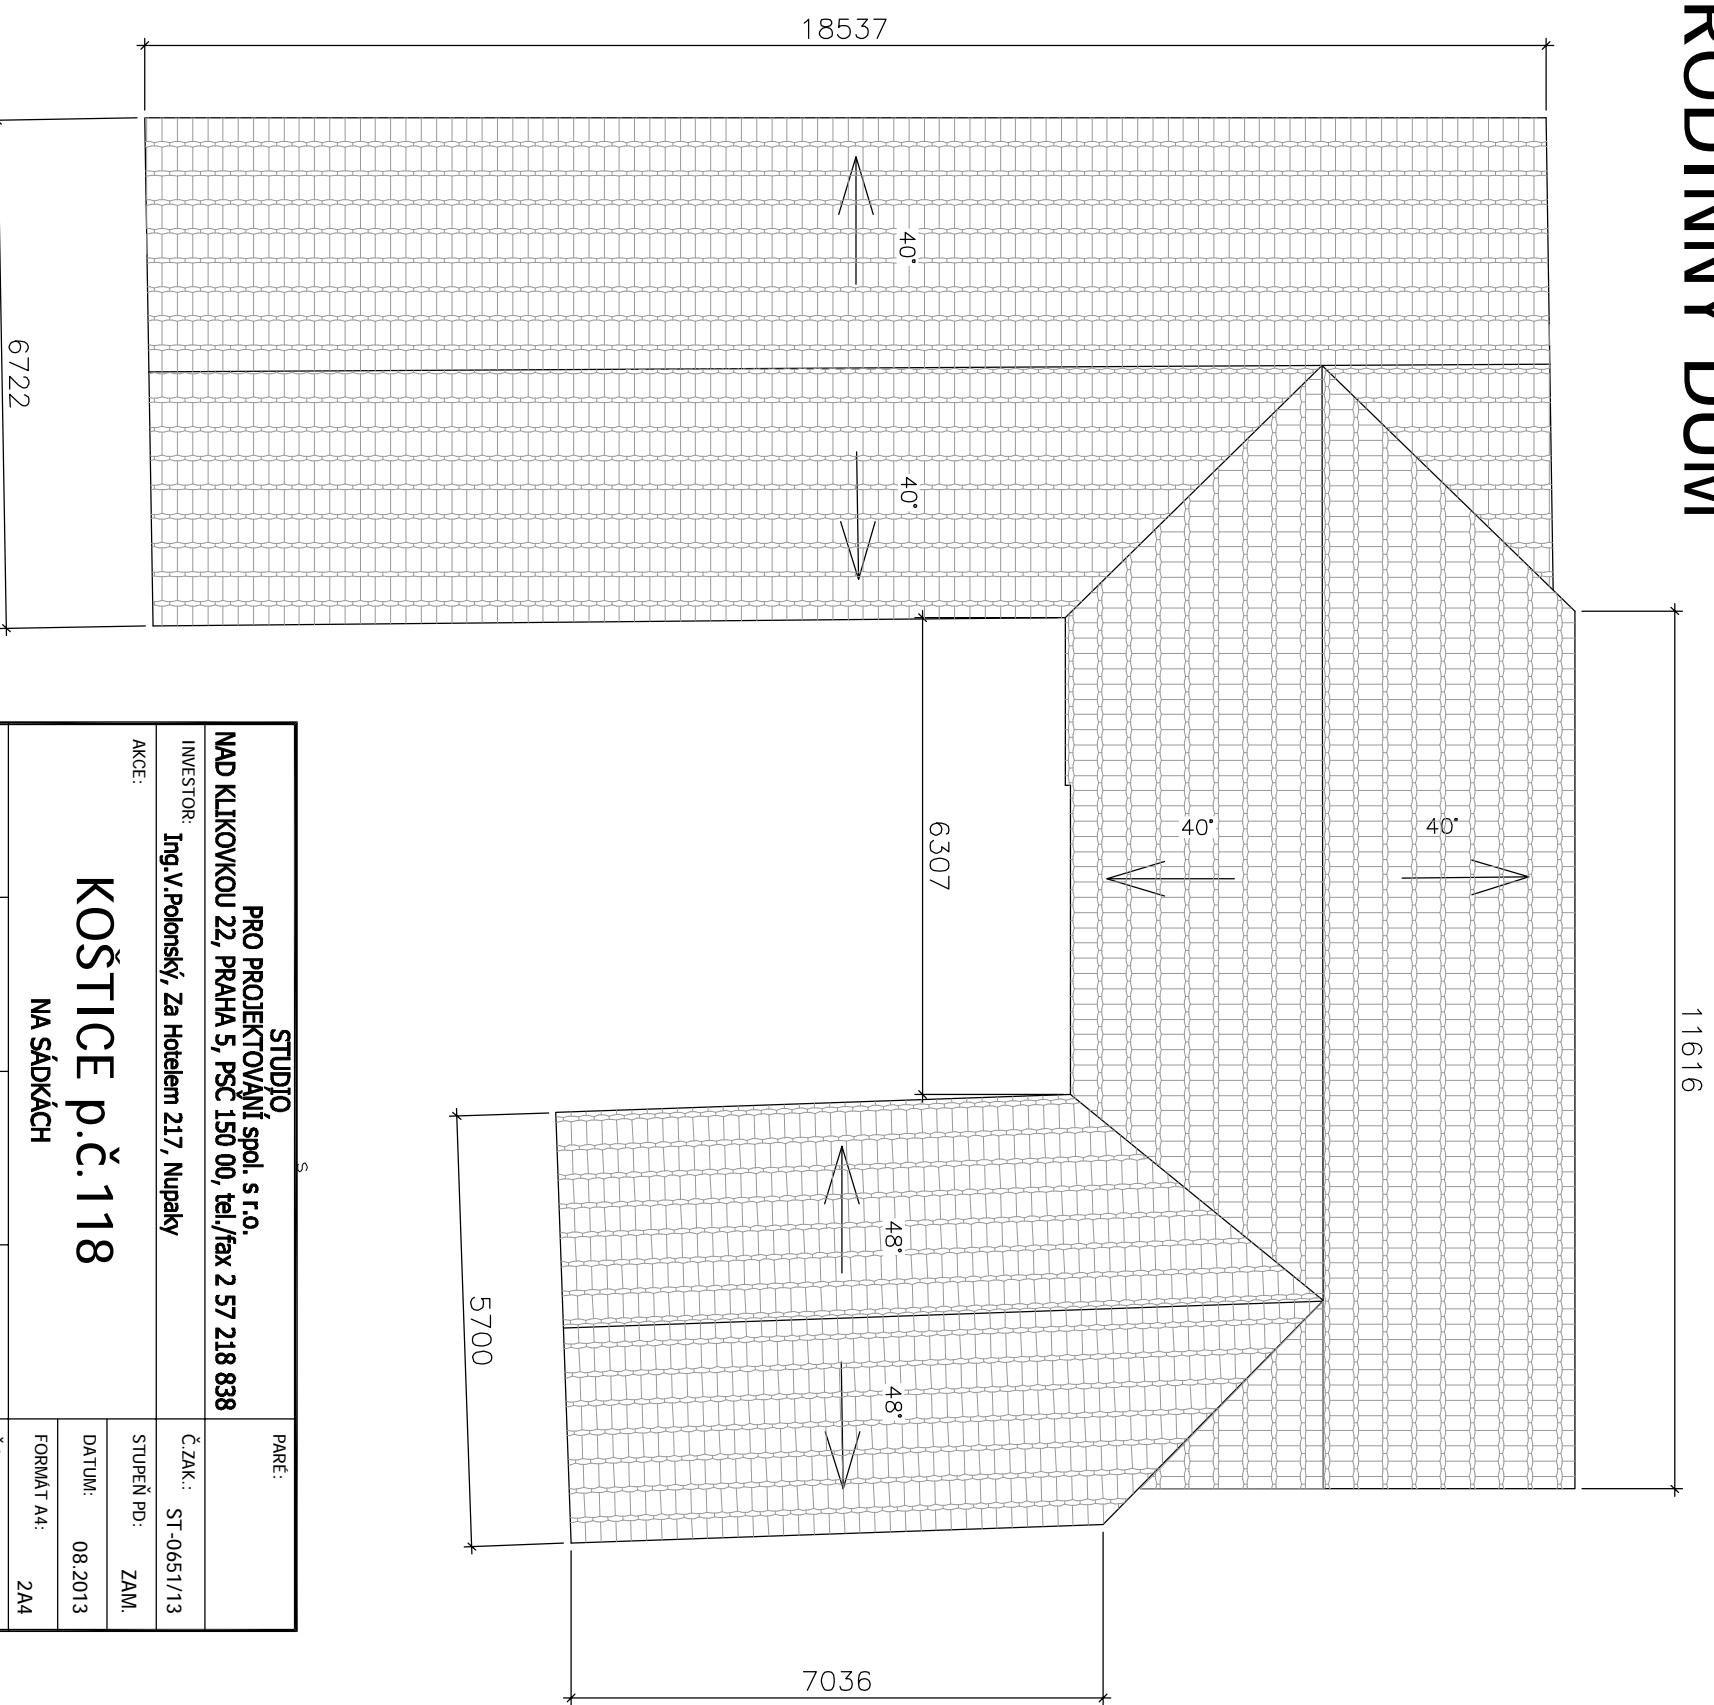 RODINNÝ DŮM
18537
6722
40°
40°
40°
40°
6307
11616
48°
48°
5700
7036
S
STUDIO
PRO PROJEKTOVÁNÍ spol. s r.o.
NAD KLIKOVKOU 22, PRAHA 5, PSČ 150 00, tel./fax 2 57 218 838
INVESTOR: Ing.V.Polonský, Za Hotelem 217, Nupaky
AKCE:
KOŠTICE p.č.118
NA SÁDKÁCH
PARÉ:
Č.ZAK.: ST-0651/13
STUPEŇ PD: ZAM.
DATUM: 08.2013
FORMÁT A4: 2A4